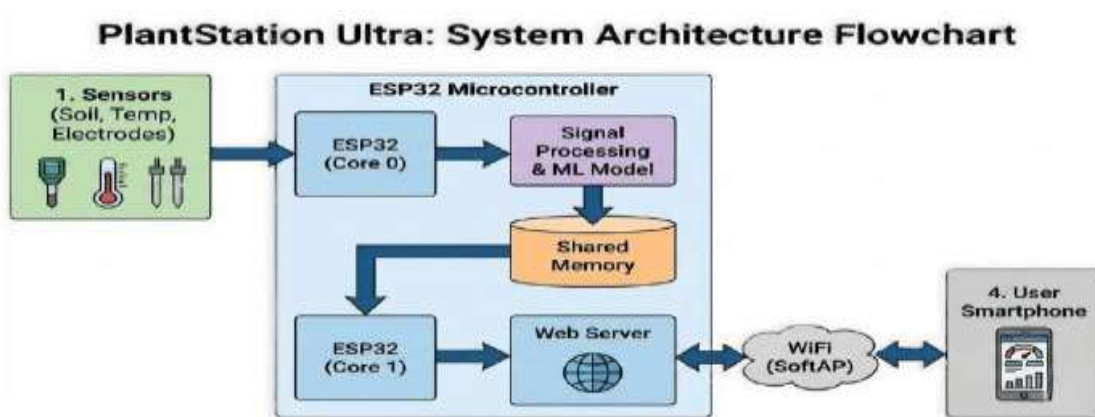 PlantStation Ultra: System Architecture Flowchart
1. Sensors
(Soil, Temp,
Electrodes)
ESP32 Microcontroller
ESP32
(Core 0)
Signal
Processing
& ML Model
Shared
Memory
ESP32
(Core 1)
Web Server
WiFi
(SoftAP)
4. User
Smartphone